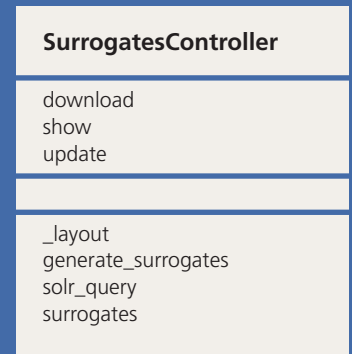 SurrogatesController
download
show
update
_layout
generate_surrogates
solr_query
surrogates